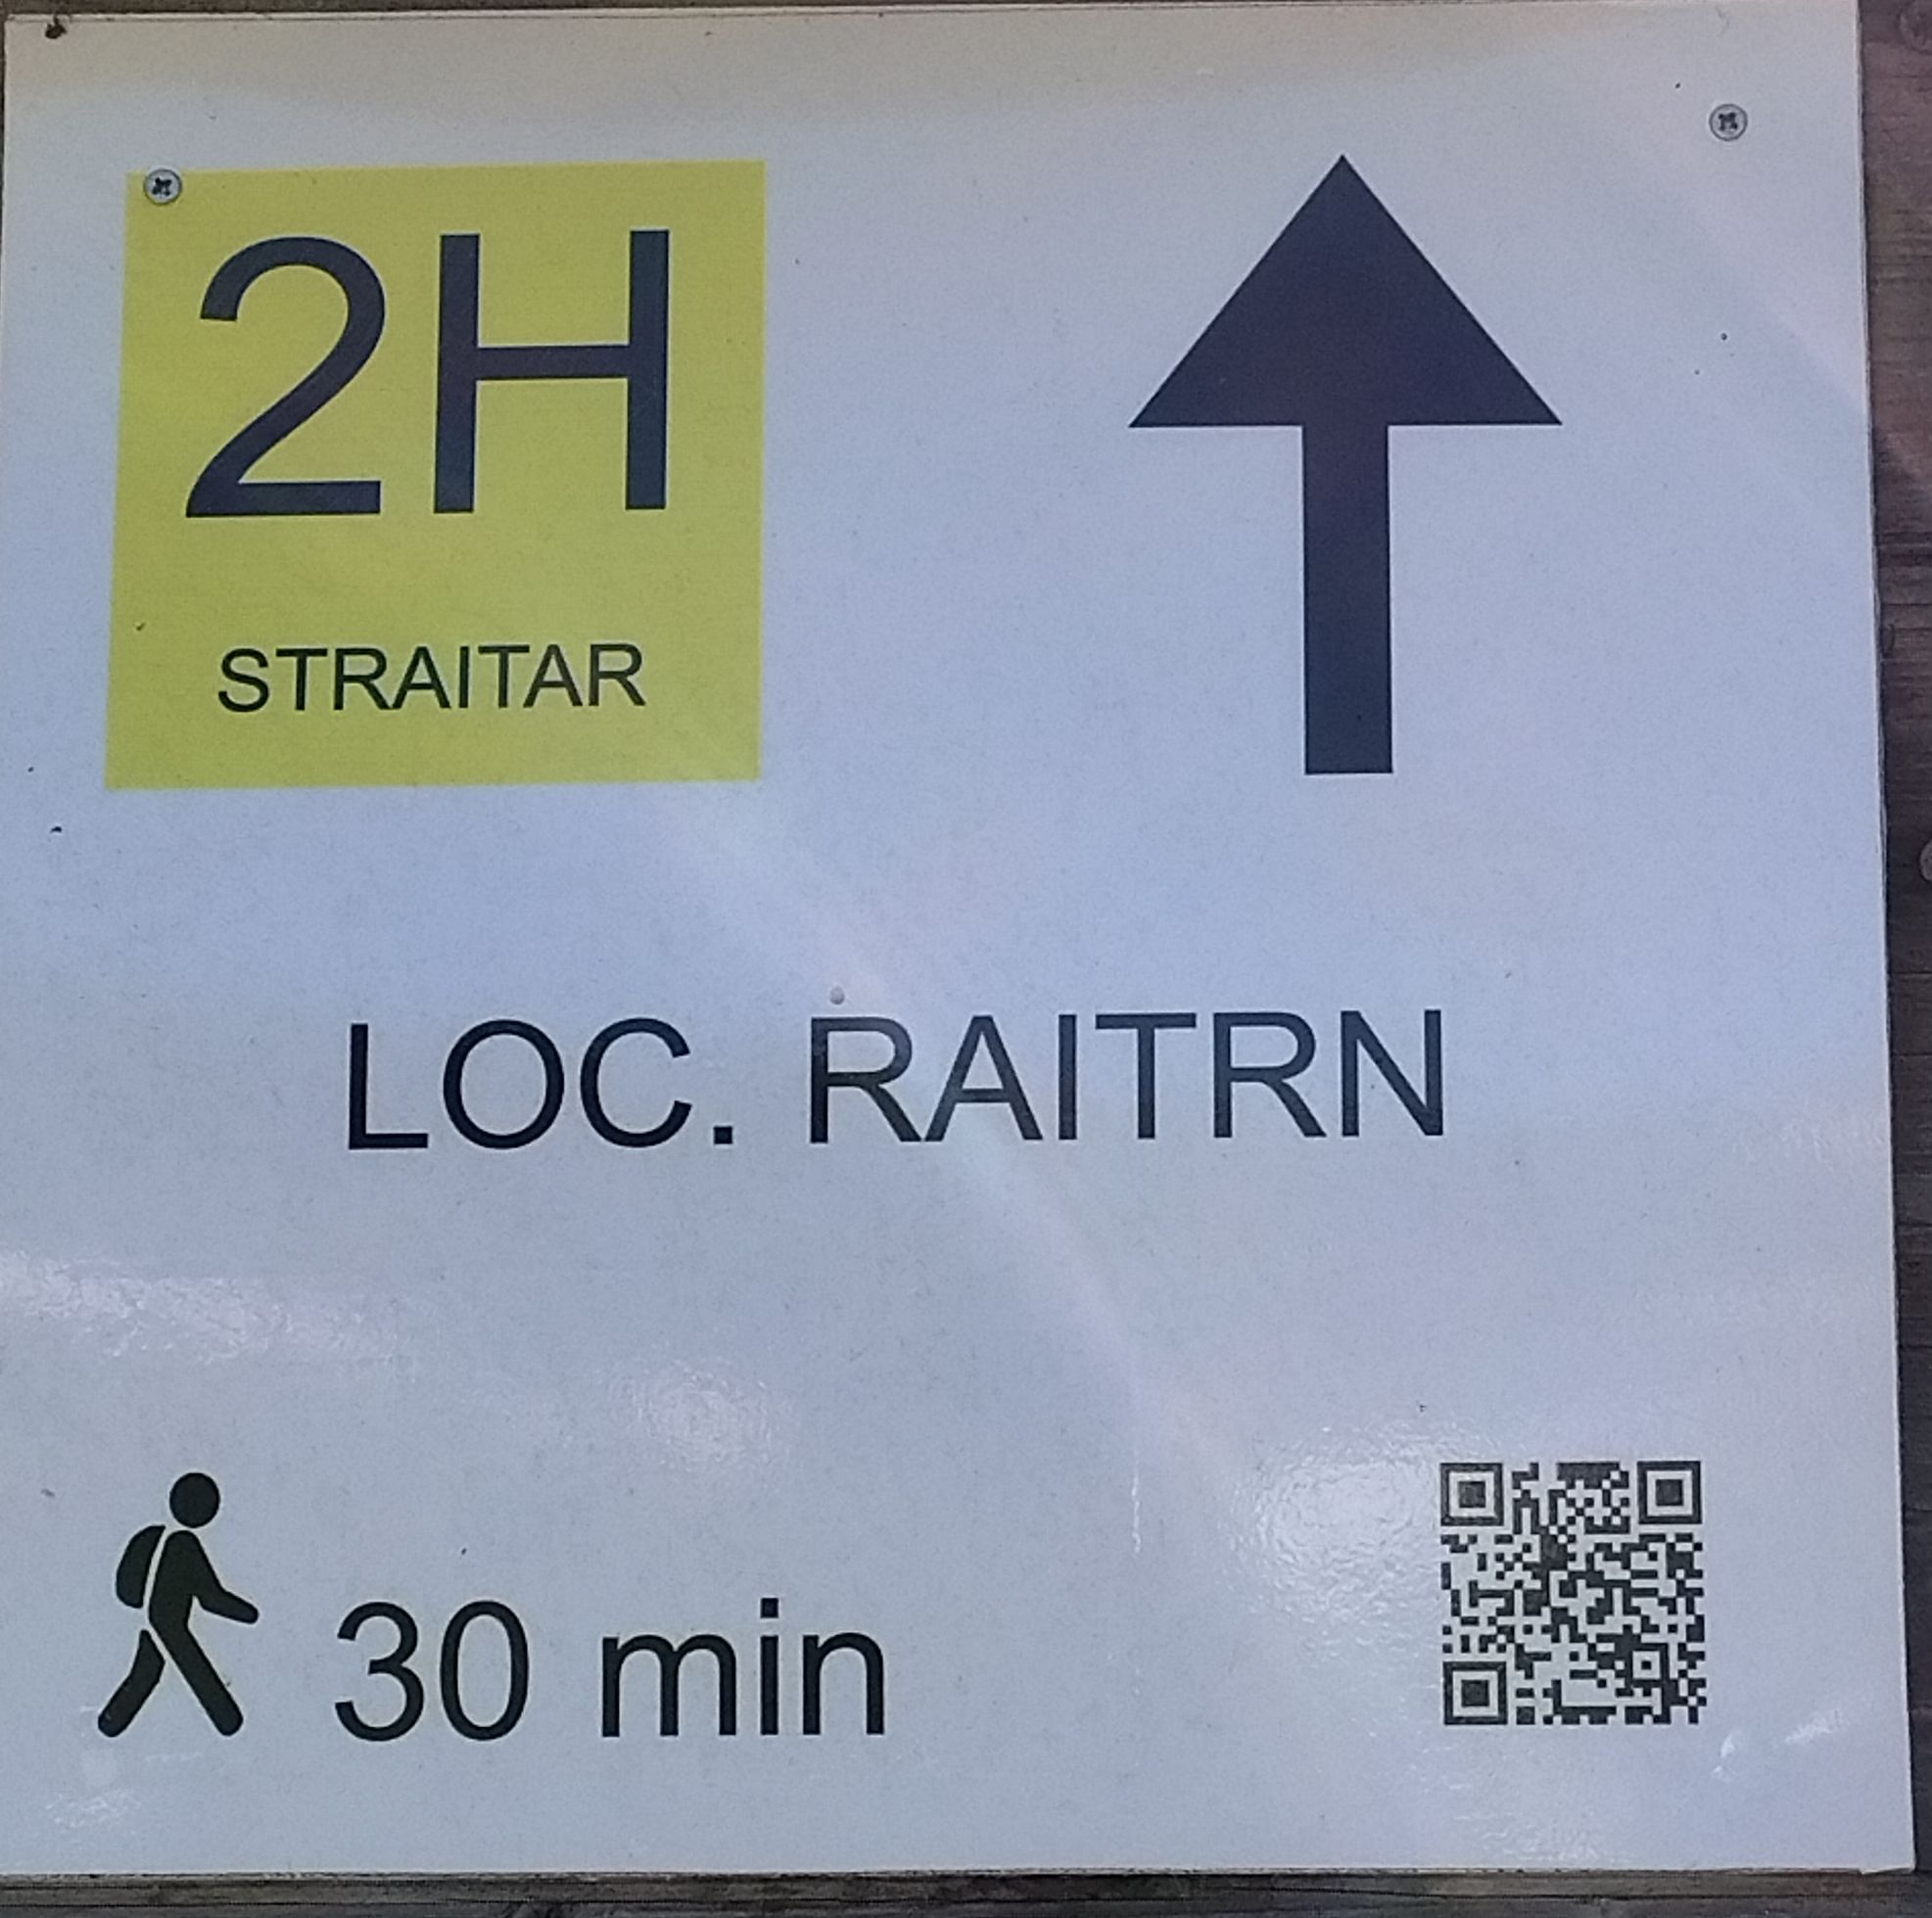 2H
STRAITAR
LOC. RAITRN
30 min